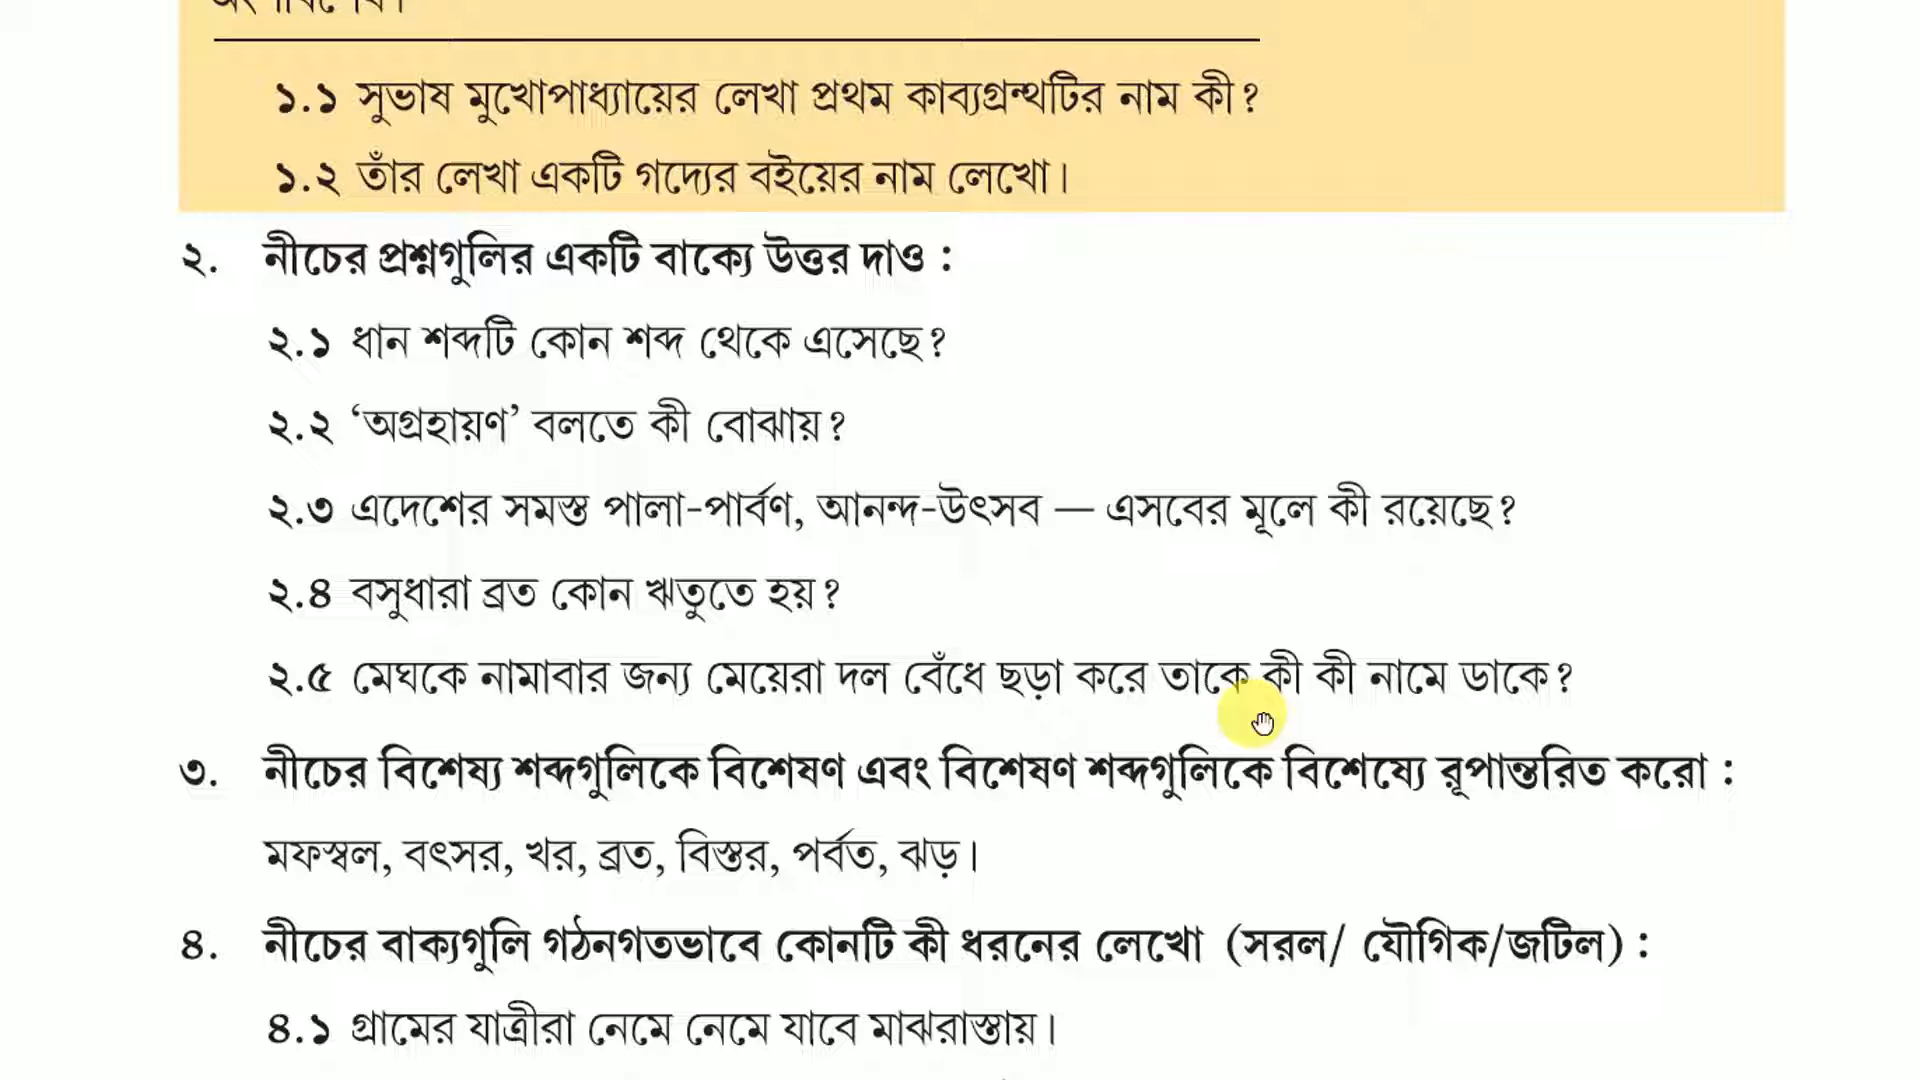 ১.১ সুভাষ মুখোপাধ্যায়ের লেখা প্রথম কাব্যগ্রন্থটির নাম কী?
১.২ তাঁর লেখা একটি গদ্যের বইয়ের নাম লেখো।
২. নীচের প্রশ্নগুলির একটি বাক্যে উত্তর দাও :
২.১ ধান শব্দটি কোন শব্দ থেকে এসেছে?
২.২ ‘অগ্রহায়ণ’ বলতে কী বোঝায়?
২.৩ এদেশের সমস্ত পালা-পার্বণ, আনন্দ-উৎসব — এসবের মূলে কী রয়েছে?
২.৪ বসুধারা ব্রত কোন ঋতুতে হয়?
২.৫ মেঘকে নামাবার জন্য মেয়েরা দল বেঁধে ছড়া করে তাকে কী কী নামে ডাকে?
৩. নীচের বিশেষ্য শব্দগুলিকে বিশেষণ এবং বিশেষণ শব্দগুলিকে বিশেষ্যে রূপান্তরিত করো :
মফস্বল, বৎসর, খর, ব্রত, বিস্তর, পর্বত, ঝড়।
৪. নীচের বাক্যগুলি গঠনগতভাবে কোনটি কী ধরনের লেখো (সরল/ যৌগিক/জটিল) :
৪.১ গ্রামের যাত্রীরা নেমে নেমে যাবে মাঝরাস্তায়।